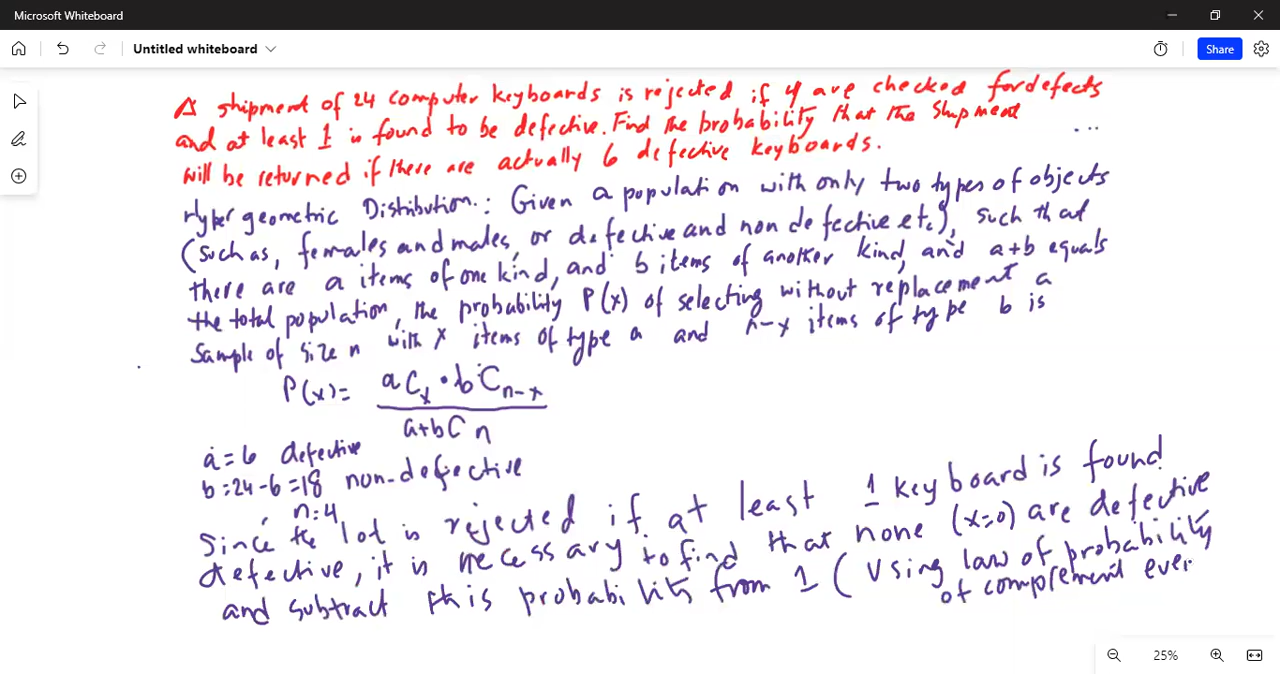 Microsoft Whiteboard
Untitled whiteboard
Share
A shipment of 24 computer keyboards is rejected if 4 are checked for defects
and at least 1 is found to be defective. Find the probability that the shipment
will be returned if there are actually 6 defective keyboards.
Hyper geometric Distribution: Given a population with only two types of objects
(such as, females and males, or defective and non defective etc.), such that
there are a items of one kind, and b items of another kind, and a+b equals
the total population, the probability P(x) of selecting without replacement a
sample of size n with x items of type a and n-x items of type b is
P(x)= aCx · bCn-x
a+bCn
a=6 defective
b=24-6=18 non-defective
n=4
Since the lot is rejected if at least 1 keyboard is found
defective, it is necessary to find that none (x=0) are defective
and subtract this probability from 1 (Using law of probability
of complement ever
25%